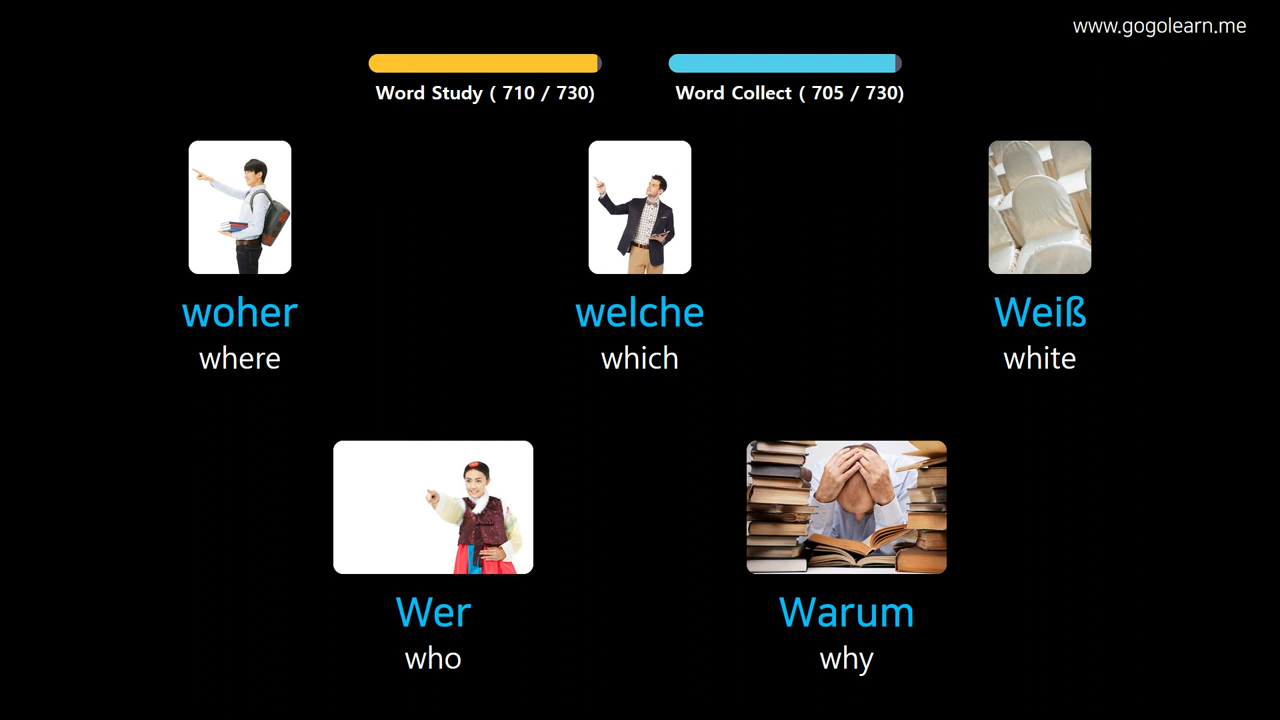 www.gogolearn.me
Word Study ( 710 / 730)
Word Collect ( 705 / 730)
woher
where
welche
which
Weiß
white
Wer
who
Warum
why